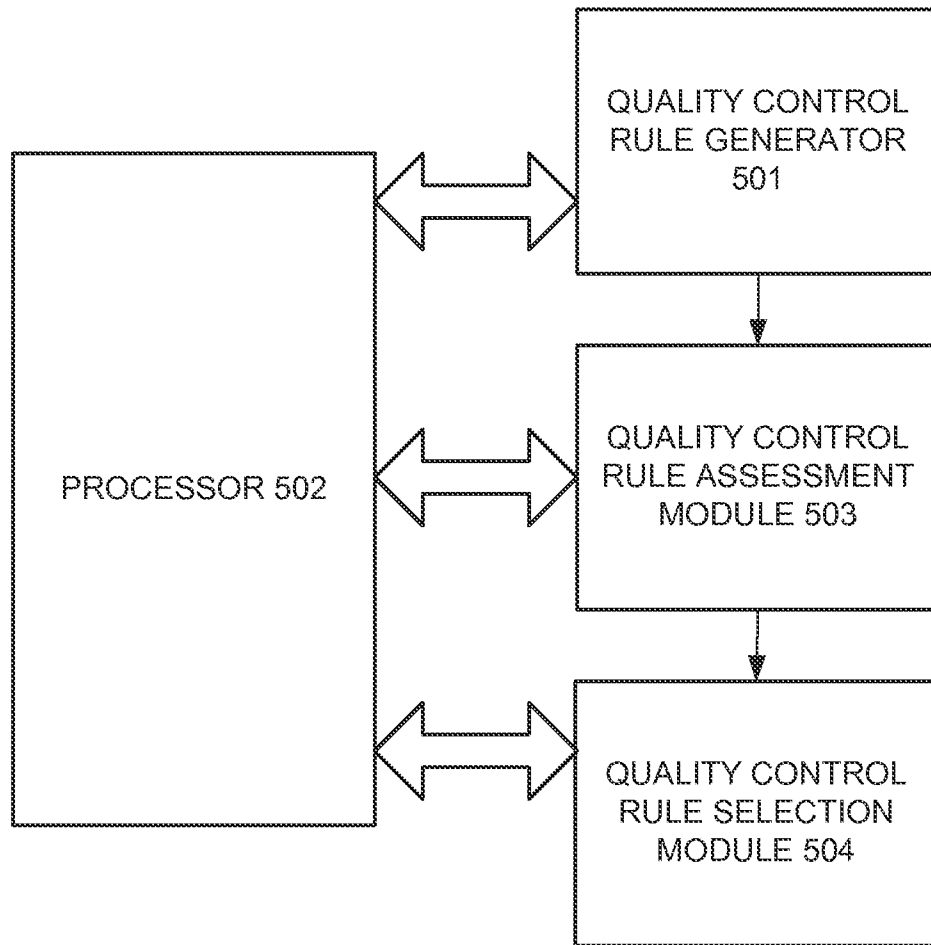 QUALITY CONTROL
RULE GENERATOR
501
PROCESSOR 502
QUALITY CONTROL
RULE ASSESSMENT
MODULE 503
QUALITY CONTROL
RULE SELECTION
MODULE 504